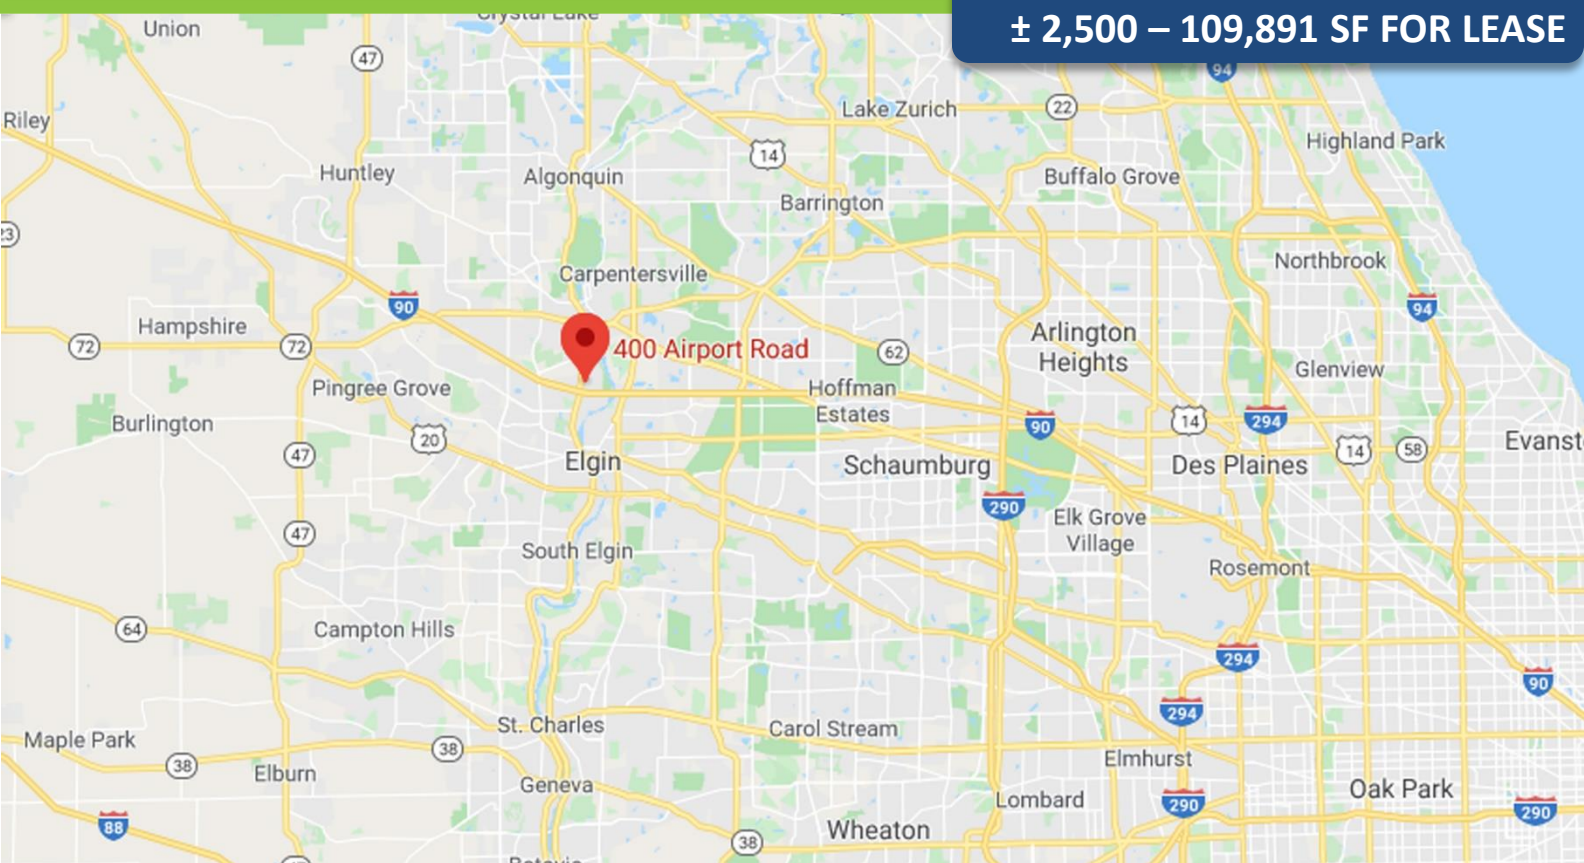 ± 2,500 – 109,891 SF FOR LEASE
Crystal Lake
Union
47
94
Lake Zurich
22
Riley
Highland Park
14
Huntley
Algonquin
Buffalo Grove
Barrington
23
Northbrook
Carpentersville
90
94
Hampshire
72
72
400 Airport Road
62
Arlington
Heights
Glenview
Pingree Grove
Hoffman
Estates
Burlington
20
90
14
294
14
58
Evanst
47
Elgin
Schaumburg
Des Plaines
290
Elk Grove
Village
47
South Elgin
Rosemont
64
Campton Hills
294
90
294
St. Charles
Carol Stream
Maple Park
38
38
Elburn
Elmhurst
Geneva
Lombard
290
Oak Park
290
88
Wheaton
38